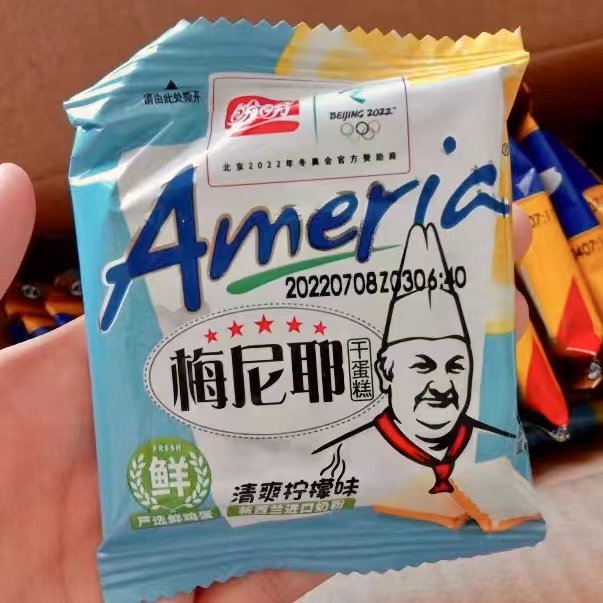 请由此处撕开
盼盼
BEIJING 2022
北京2022年冬奥会官方赞助商
Ameria
20220708Z0306:40
梅尼耶
干蛋糕
FRESH
鲜
严选鲜鸡蛋
清爽柠檬味
新西兰进口奶粉